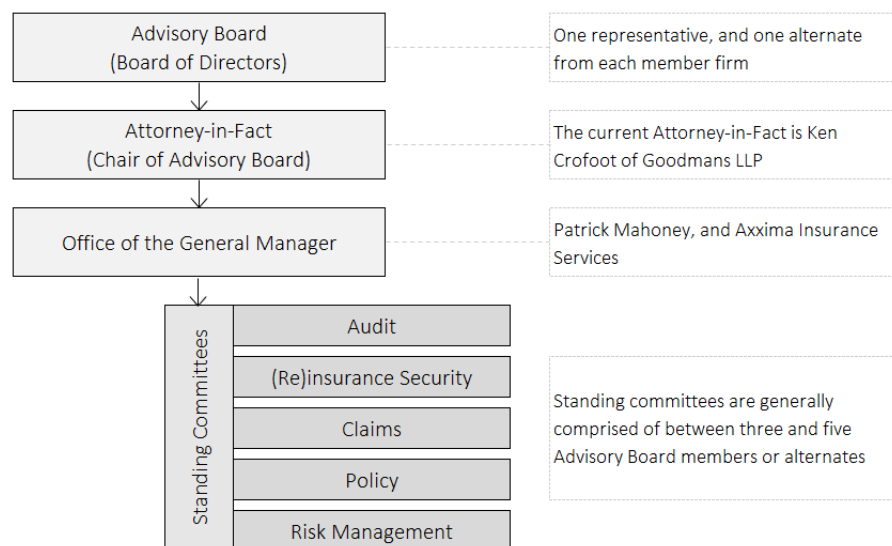 Advisory Board
(Board of Directors)
One representative, and one alternate
from each member firm
Attorney-in-Fact
(Chair of Advisory Board)
The current Attorney-in-Fact is Ken
Crofoot of Goodmans LLP
Office of the General Manager
Patrick Mahoney, and Axxima Insurance
Services
Standing Committees
Audit
(Re)insurance Security
Claims
Policy
Risk Management
Standing committees are generally
comprised of between three and five
Advisory Board members or alternates